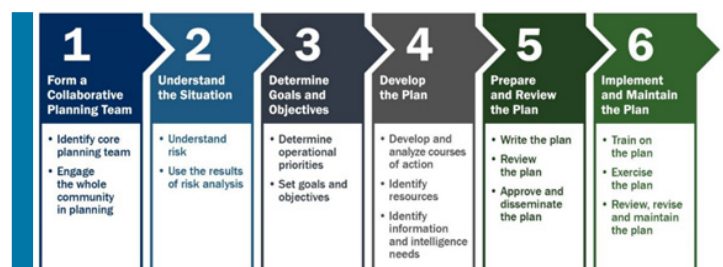 1
Form a
Collaborative
Planning Team
• Identify core
planning team
• Engage
the whole
community
in planning
2
Understand
the Situation
• Understand
risk
• Use the results
of risk analysis
3
Determine
Goals and
Objectives
• Determine
operational
priorities
• Set goals and
objectives
4
Develop
the Plan
• Develop and
analyze courses
of action
• Identify
resources
• Identify
information
and intelligence
needs
5
Prepare
and Review
the Plan
• Write the plan
• Review
the plan
• Approve and
disseminate
the plan
6
Implement
and Maintain
the Plan
• Train on
the plan
• Exercise
the plan
• Review, revise
and maintain
the plan